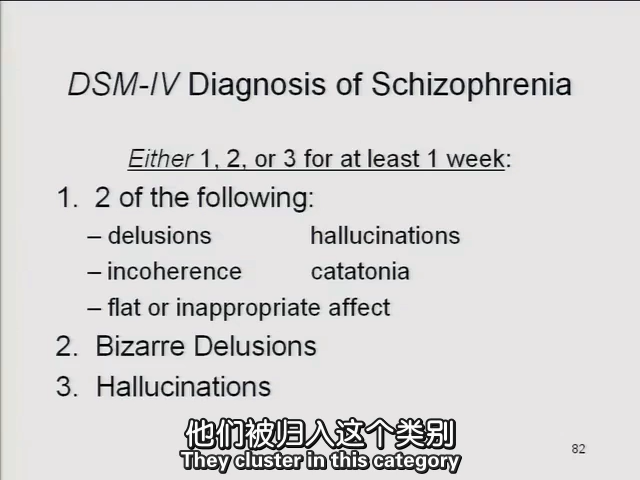 DSM-IV Diagnosis of Schizophrenia
Either 1, 2, or 3 for at least 1 week:
1. 2 of the following:
– delusions hallucinations
– incoherence catatonia
– flat or inappropriate affect
2. Bizarre Delusions
3. Hallucinations
他们被归入这个类别
They cluster in this category
82